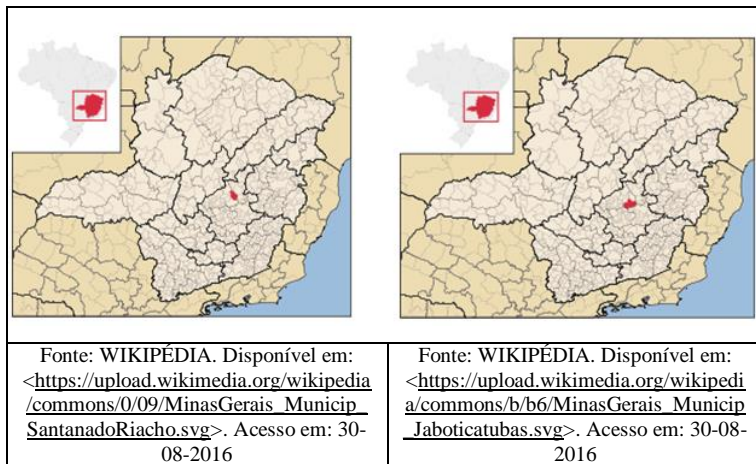 Fonte: WIKIPÉDIA. Disponível em:
<https://upload.wikimedia.org/wikipedia
/commons/0/09/MinasGerais_Municip_
SantanadoRiacho.svg>. Acesso em: 30-
08-2016
Fonte: WIKIPÉDIA. Disponível em:
<https://upload.wikimedia.org/wikipedi
a/commons/b/b6/MinasGerais_Municip
_Jaboticatubas.svg>. Acesso em: 30-08-
2016